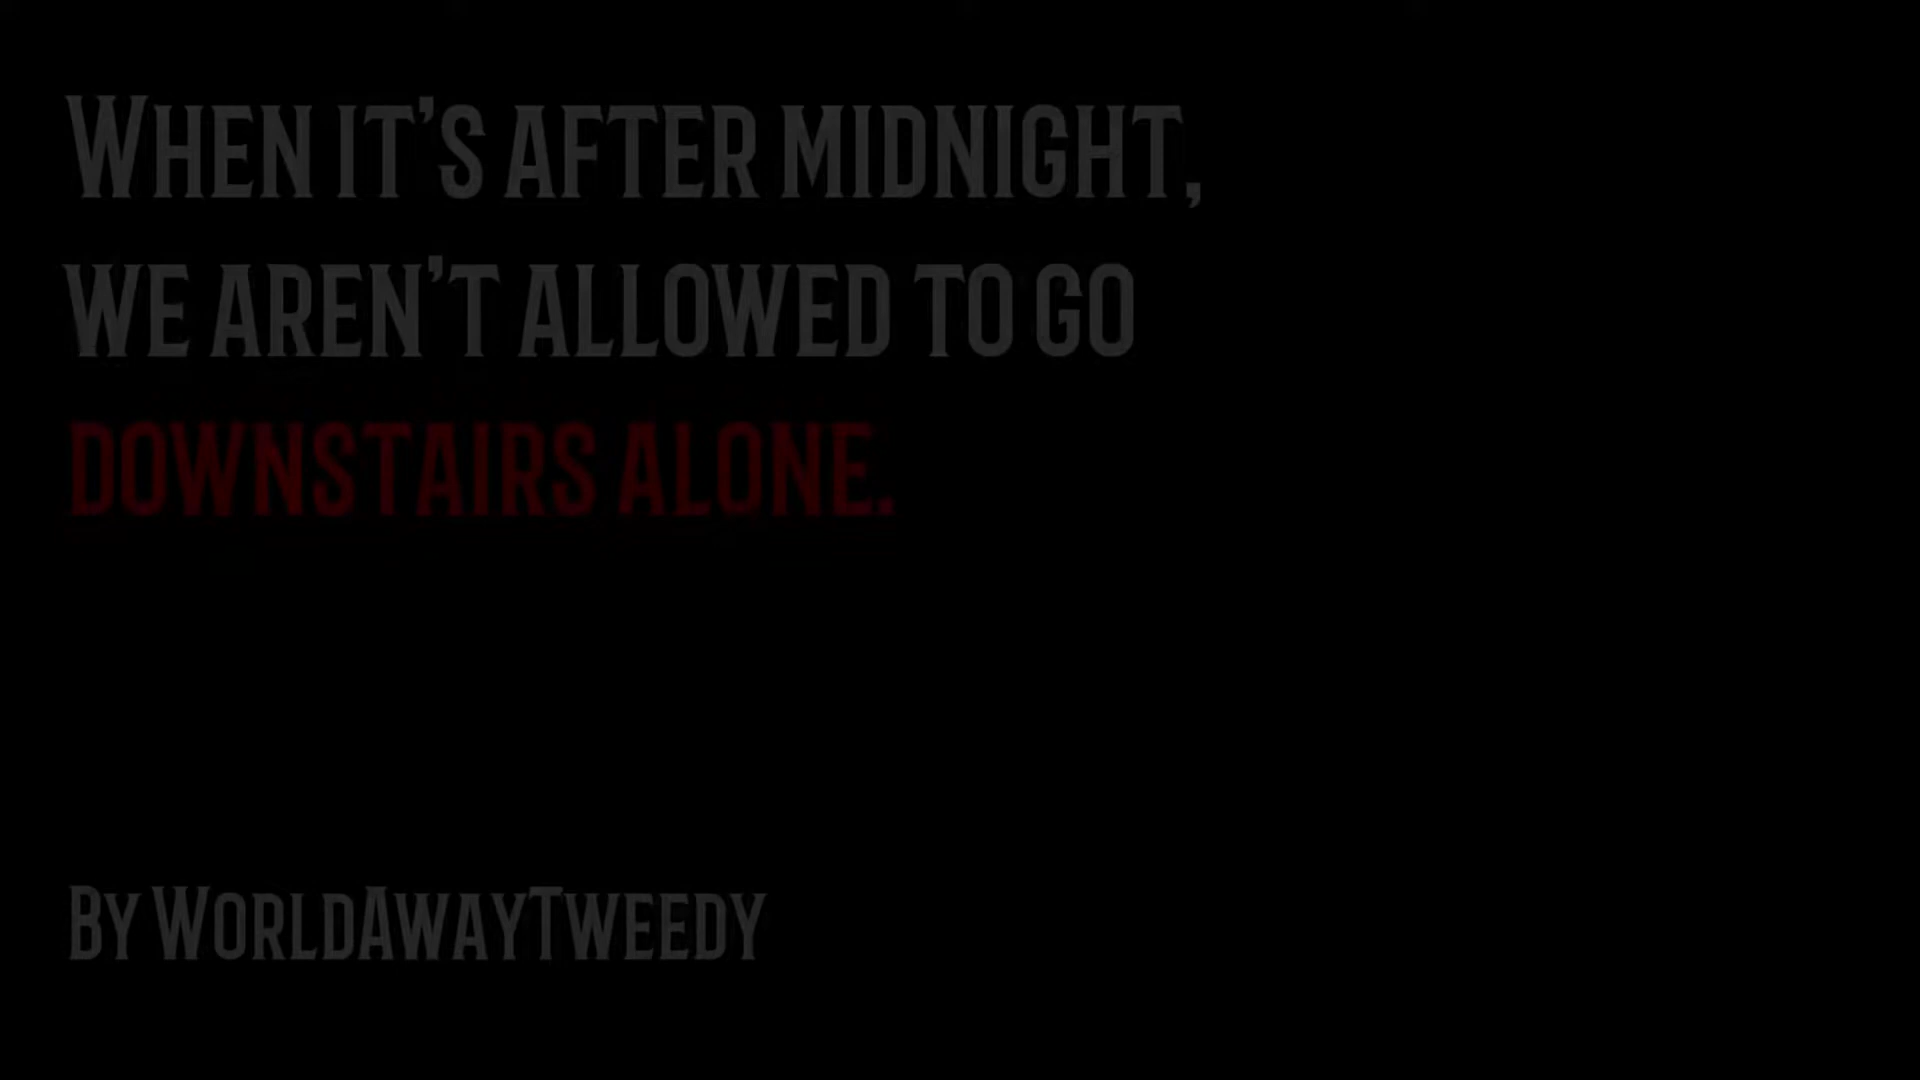 When it's after midnight,
we aren't allowed to go
downstairs alone.
By WorldAwayTweedy